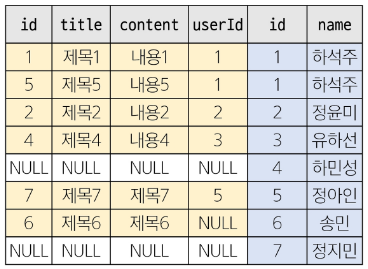 id title content userId id name
1 제목1 내용1 1 1 하석주
5 제목5 내용5 1 1 하석주
2 제목2 내용2 2 2 정윤미
4 제목4 내용4 3 3 유하선
NULL NULL NULL NULL 4 하민성
7 제목7 제목7 5 5 정아인
6 제목6 제목6 NULL 6 송민
NULL NULL NULL NULL 7 정지민